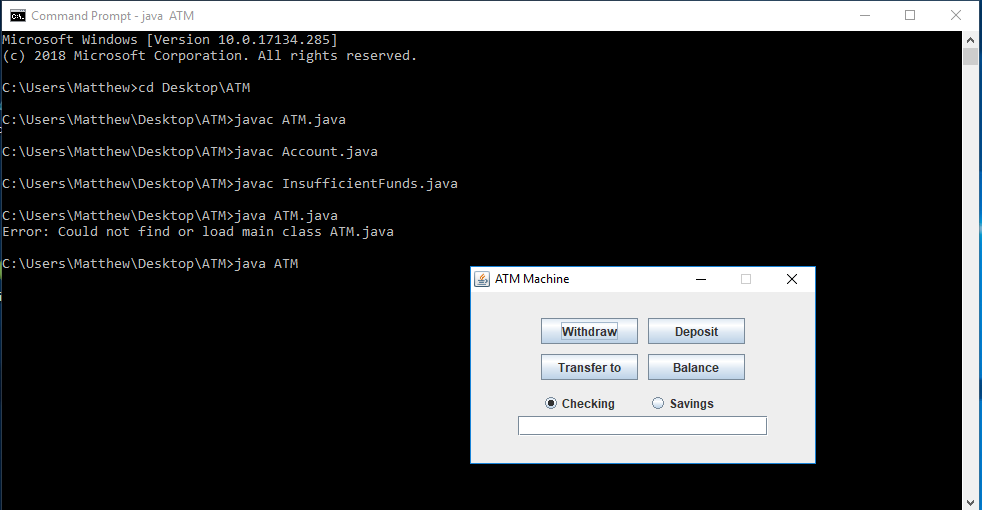 Command Prompt - java  ATM
Microsoft Windows [Version 10.0.17134.285]
(c) 2018 Microsoft Corporation. All rights reserved.
C:\Users\Matthew>cd Desktop\ATM
C:\Users\Matthew\Desktop\ATM>javac ATM.java
C:\Users\Matthew\Desktop\ATM>javac Account.java
C:\Users\Matthew\Desktop\ATM>javac InsufficientFunds.java
C:\Users\Matthew\Desktop\ATM>java ATM.java
Error: Could not find or load main class ATM.java
C:\Users\Matthew\Desktop\ATM>java ATM
ATM Machine
Withdraw Deposit
Transfer to Balance
Checking Savings